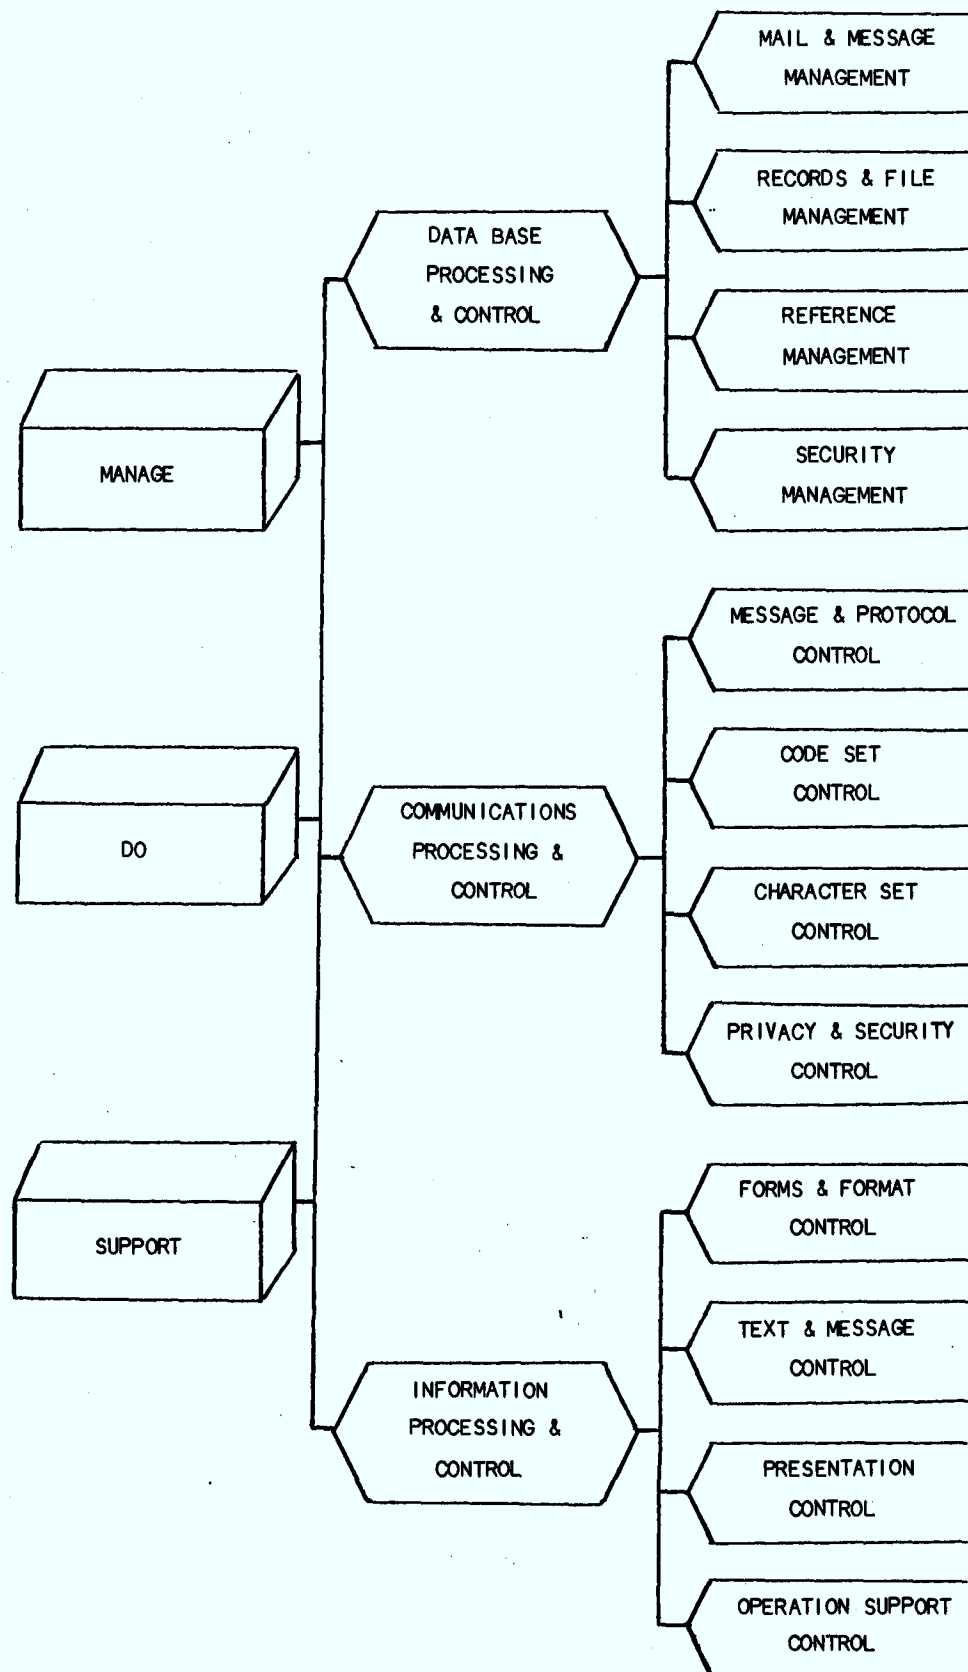 MANAGE
DO
SUPPORT
DATA BASE
PROCESSING
& CONTROL
COMMUNICATIONS
PROCESSING &
CONTROL
INFORMATION
PROCESSING &
CONTROL
MAIL & MESSAGE
MANAGEMENT
RECORDS & FILE
MANAGEMENT
REFERENCE
MANAGEMENT
SECURITY
MANAGEMENT
MESSAGE & PROTOCOL
CONTROL
CODE SET
CONTROL
CHARACTER SET
CONTROL
PRIVACY & SECURITY
CONTROL
FORMS & FORMAT
CONTROL
TEXT & MESSAGE
CONTROL
PRESENTATION
CONTROL
OPERATION SUPPORT
CONTROL